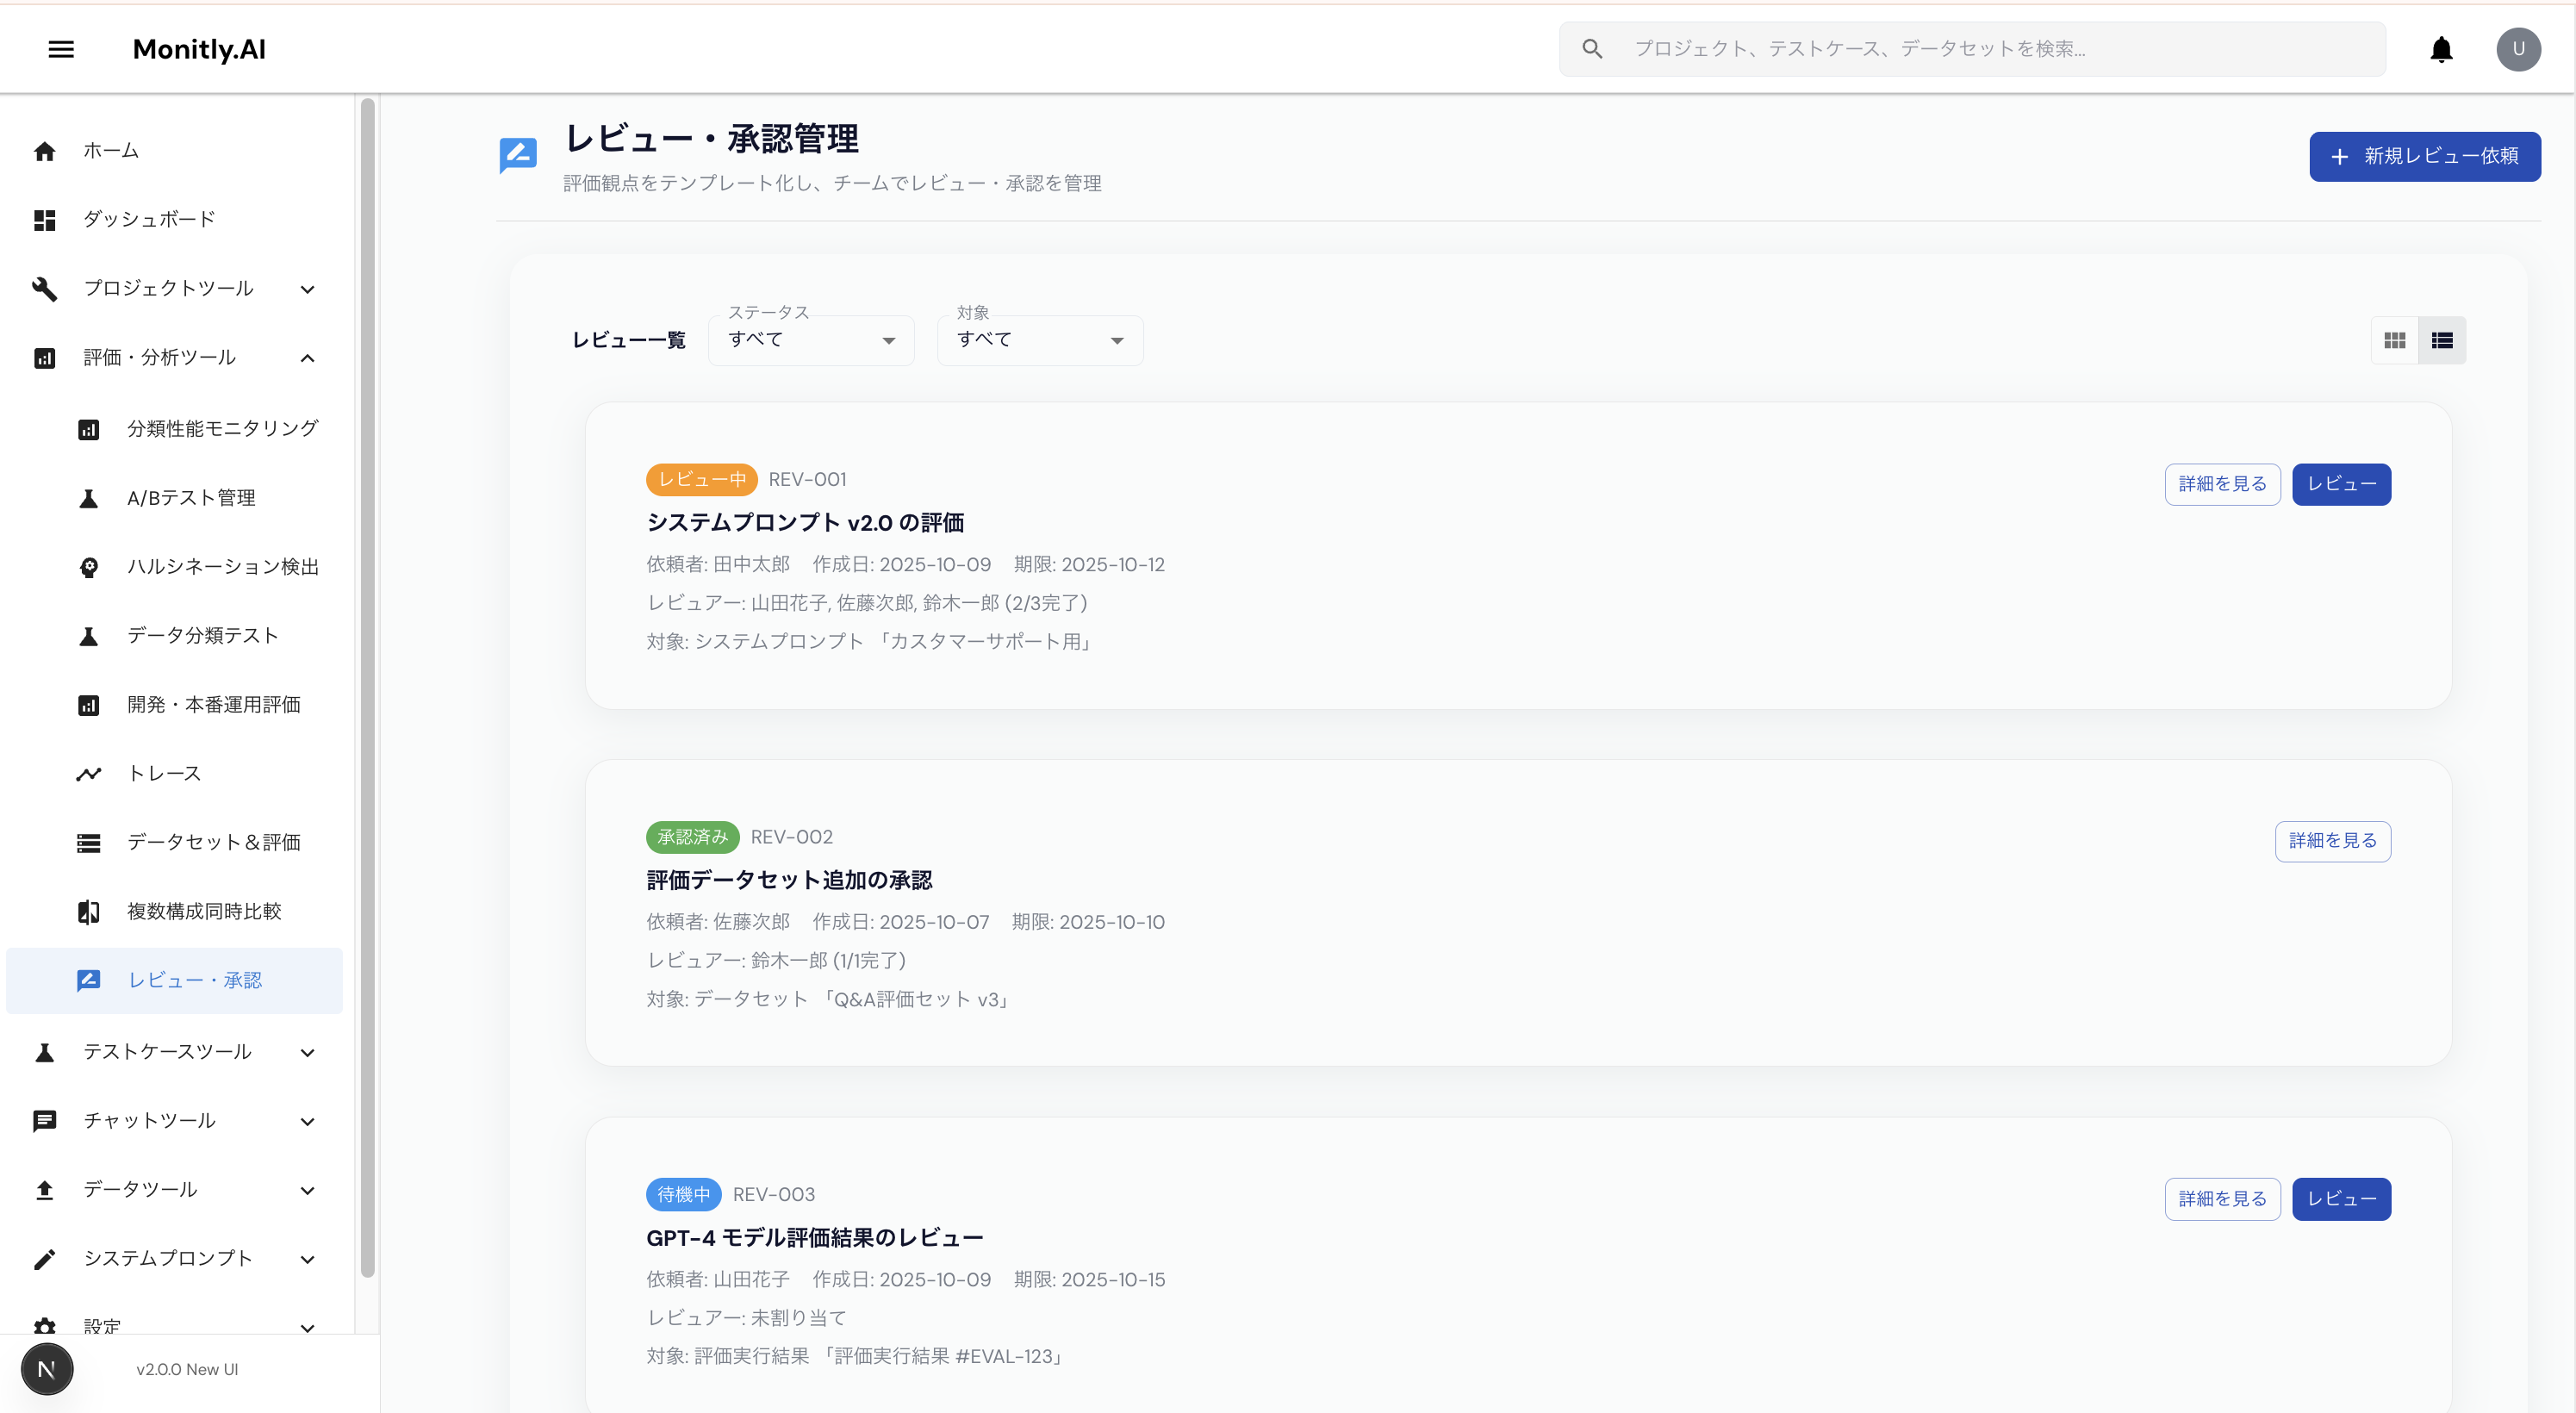 Monitly.AI
プロジェクト、テストケース、データセットを検索...
U
ホーム
ダッシュボード
プロジェクトツール
評価・分析ツール
分類性能モニタリング
A/Bテスト管理
ハルシネーション検出
データ分類テスト
開発・本番運用評価
トレース
データセット＆評価
複数構成同時比較
レビュー・承認
テストケースツール
チャットツール
データツール
システムプロンプト
設定
N
v2.0.0 New UI
レビュー・承認管理
評価観点をテンプレート化し、チームでレビュー・承認を管理
新規レビュー依頼
レビュー一覧
ステータス
すべて
対象
すべて
レビュー中 REV-001
詳細を見る レビュー
システムプロンプト v2.0 の評価
依頼者: 田中太郎 作成日: 2025-10-09 期限: 2025-10-12
レビュアー: 山田花子, 佐藤次郎, 鈴木一郎 (2/3完了)
対象: システムプロンプト 「カスタマーサポート用」
承認済み REV-002
詳細を見る
評価データセット追加の承認
依頼者: 佐藤次郎 作成日: 2025-10-07 期限: 2025-10-10
レビュアー: 鈴木一郎 (1/1完了)
対象: データセット 「Q&A評価セット v3」
待機中 REV-003
詳細を見る レビュー
GPT-4 モデル評価結果のレビュー
依頼者: 山田花子 作成日: 2025-10-09 期限: 2025-10-15
レビュアー: 未割り当て
対象: 評価実行結果 「評価実行結果 #EVAL-123」